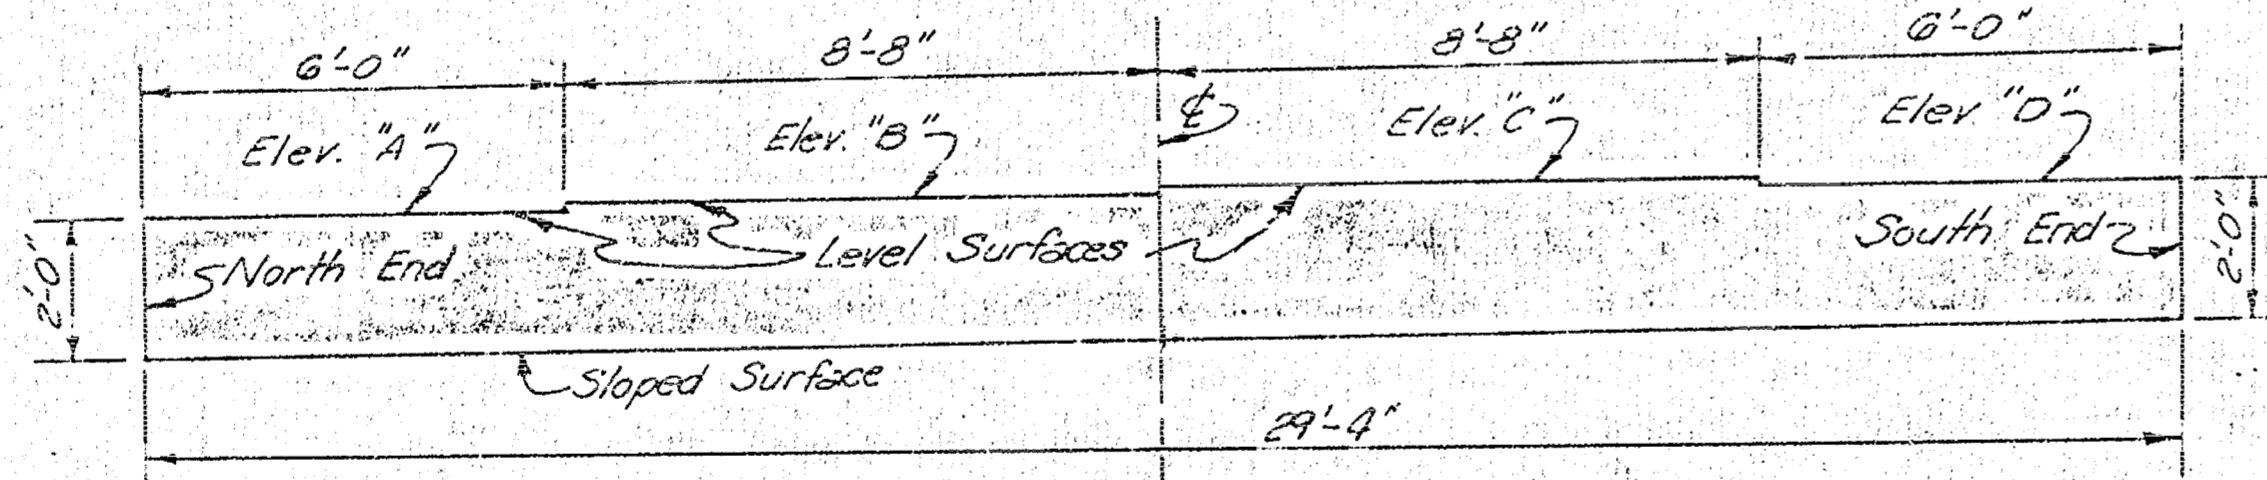 6'-0" 8'-8" 8'-8" 6'-0"
Elev. "A" Elev. "B" ℄ Elev. "C" Elev. "D"
2'-0" North End Level Surfaces South End 2'-0"
Sloped Surface
29'-4"